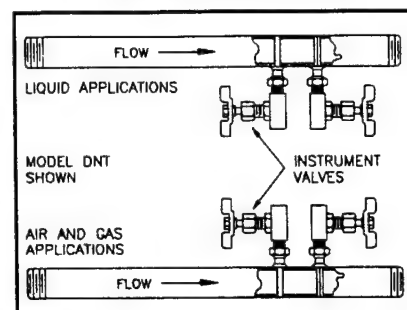 FLOW
LIQUID APPLICATIONS
MODEL DNT
SHOWN
INSTRUMENT
VALVES
AIR AND GAS
APPLICATIONS
FLOW